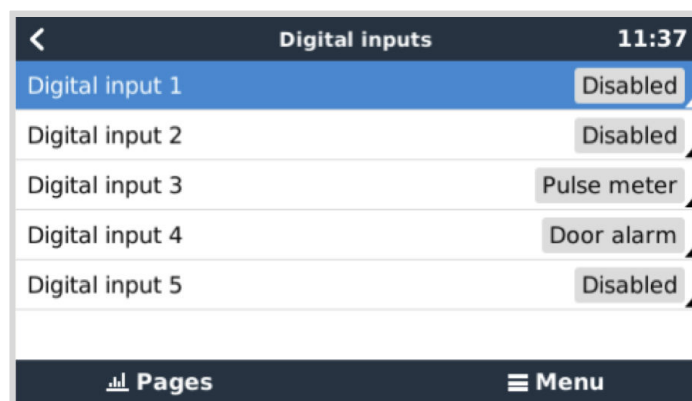 Digital inputs 11:37
Digital input 1 Disabled
Digital input 2 Disabled
Digital input 3 Pulse meter
Digital input 4 Door alarm
Digital input 5 Disabled
Pages Menu